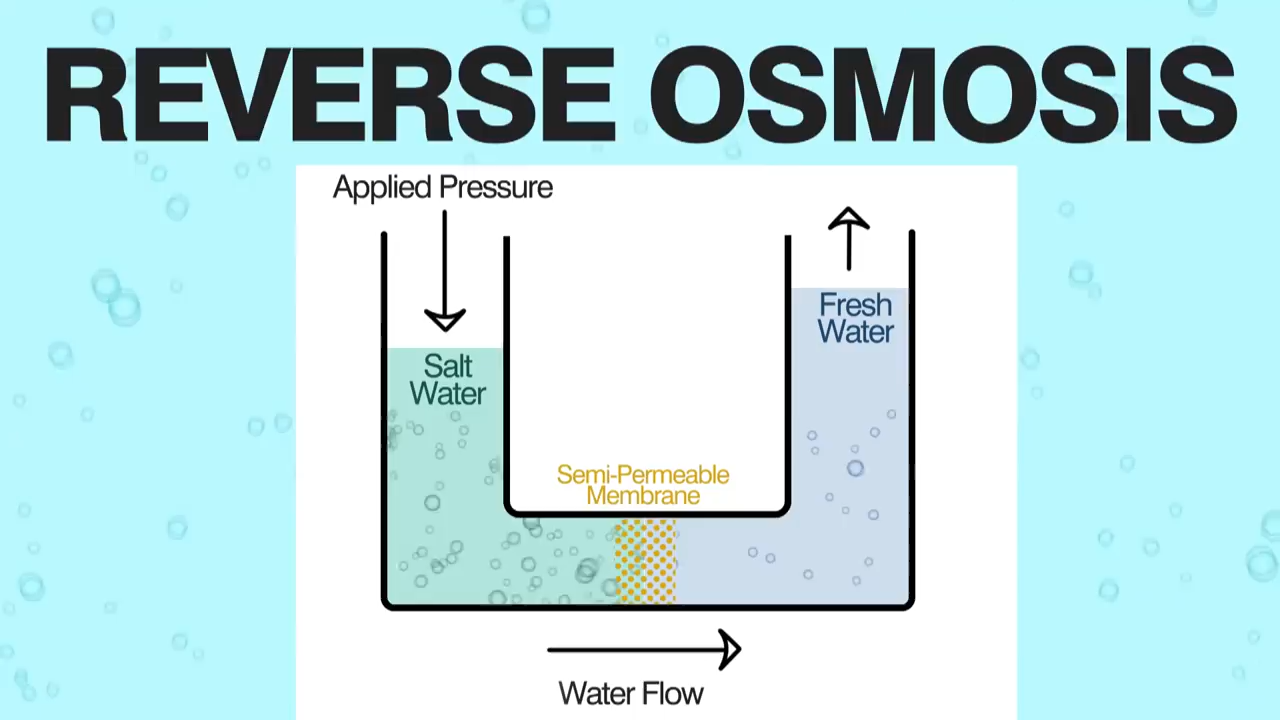 REVERSE OSMOSIS
Applied Pressure
Salt
Water
Fresh
Water
Semi-Permeable
Membrane
Water Flow